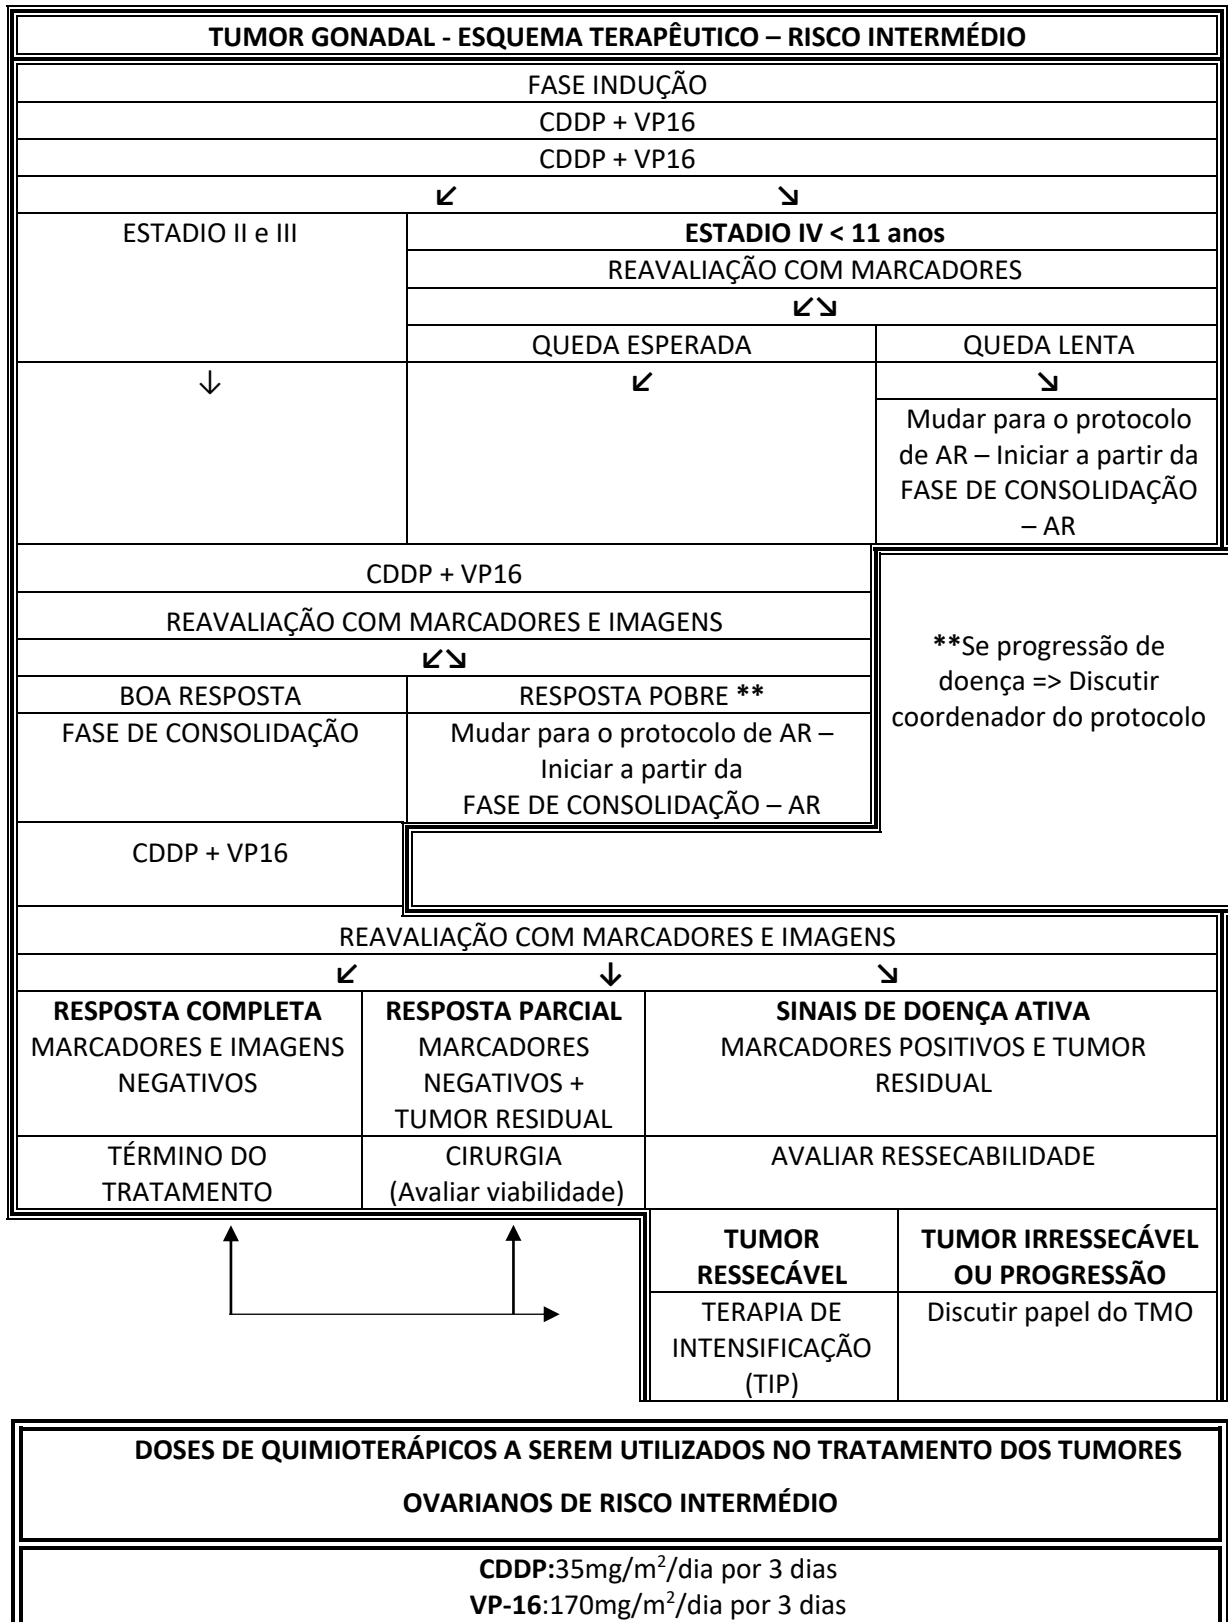 TUMOR GONADAL - ESQUEMA TERAPÊUTICO – RISCO INTERMÉDIO
FASE INDUÇÃO
CDDP + VP16
CDDP + VP16
↙ ↘
ESTADIO II e III
ESTADIO IV < 11 anos
REAVALIAÇÃO COM MARCADORES
↙↘
QUEDA ESPERADA
QUEDA LENTA
↓ ↙ ↘
Mudar para o protocolo
de AR – Iniciar a partir da
FASE DE CONSOLIDAÇÃO
– AR
CDDP + VP16
REAVALIAÇÃO COM MARCADORES E IMAGENS
↙↘
BOA RESPOSTA
RESPOSTA POBRE **
FASE DE CONSOLIDAÇÃO
Mudar para o protocolo de AR –
Iniciar a partir da
FASE DE CONSOLIDAÇÃO – AR
**Se progressão de
doença => Discutir
coordenador do protocolo
CDDP + VP16
REAVALIAÇÃO COM MARCADORES E IMAGENS
↙ ↓ ↘
RESPOSTA COMPLETA
MARCADORES E IMAGENS
NEGATIVOS
RESPOSTA PARCIAL
MARCADORES
NEGATIVOS +
TUMOR RESIDUAL
SINAIS DE DOENÇA ATIVA
MARCADORES POSITIVOS E TUMOR
RESIDUAL
TÉRMINO DO
TRATAMENTO
CIRURGIA
(Avaliar viabilidade)
AVALIAR RESSECABILIDADE
TUMOR
RESSECÁVEL
TUMOR IRRESSECÁVEL
OU PROGRESSÃO
TERAPIA DE
INTENSIFICAÇÃO
(TIP)
Discutir papel do TMO
DOSES DE QUIMIOTERÁPICOS A SEREM UTILIZADOS NO TRATAMENTO DOS TUMORES
OVARIANOS DE RISCO INTERMÉDIO
CDDP:35mg/m²/dia por 3 dias
VP-16:170mg/m²/dia por 3 dias